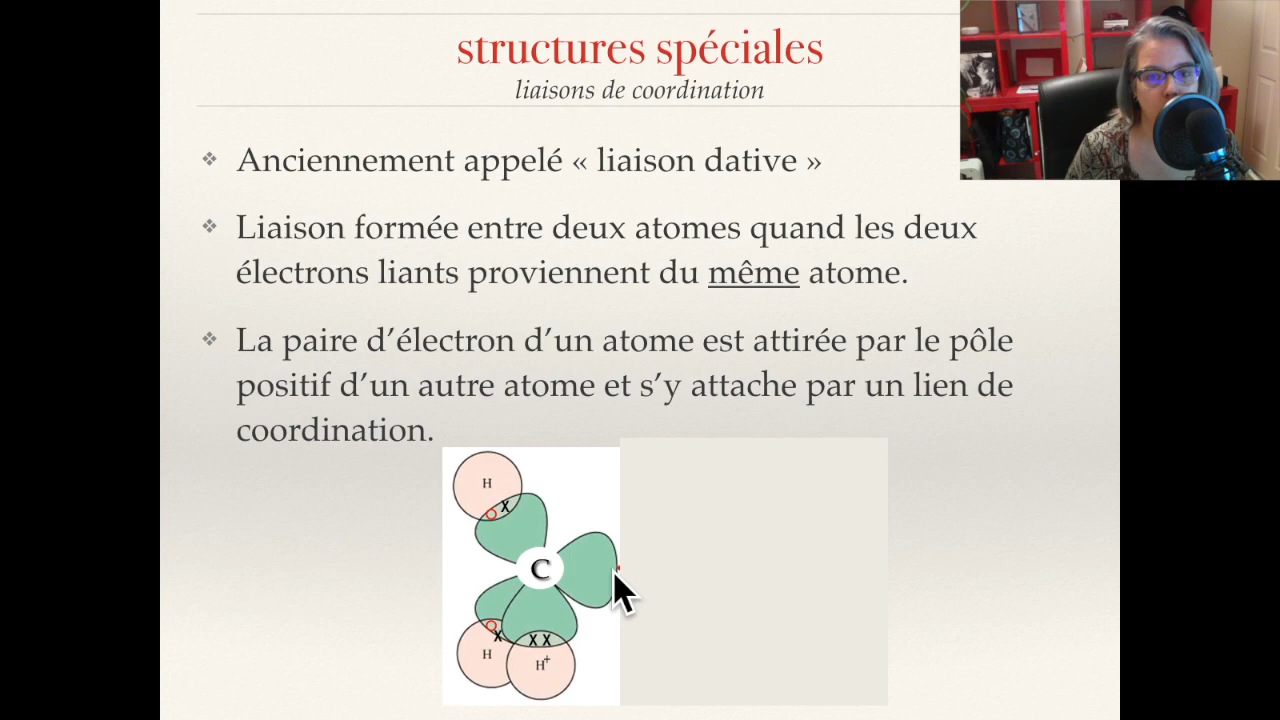 structures spéciales
liaisons de coordination
❖ Anciennement appelé « liaison dative »
❖ Liaison formée entre deux atomes quand les deux
électrons liants proviennent du même atome.
❖ La paire d’électron d’un atome est attirée par le pôle
positif d’un autre atome et s’y attache par un lien de
coordination.
H
O X
C
O X
X X
H
H+